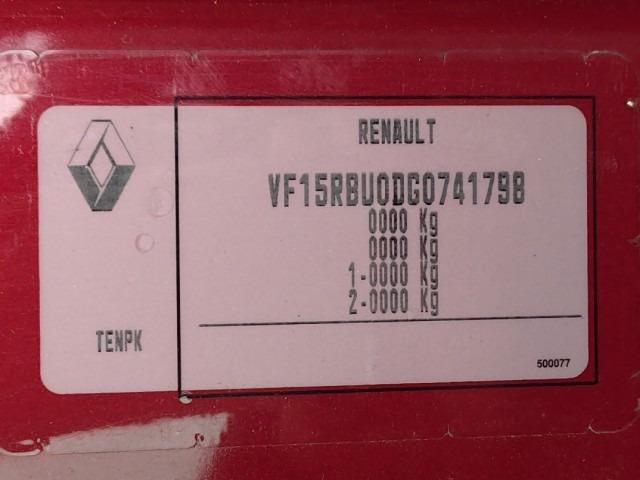 RENAULT
VF15RBU0DG0741798
0000 Kg
0000 Kg
1-0000 Kg
2-0000 Kg
TENPK
500077